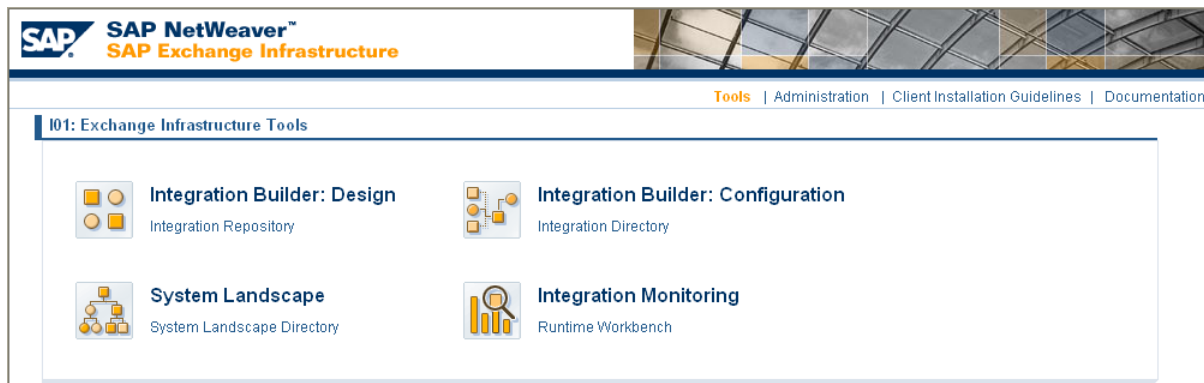 SAP SAP NetWeaver™
SAP Exchange Infrastructure
Tools | Administration | Client Installation Guidelines | Documentation
I01: Exchange Infrastructure Tools
Integration Builder: Design
Integration Repository
Integration Builder: Configuration
Integration Directory
System Landscape
System Landscape Directory
Integration Monitoring
Runtime Workbench